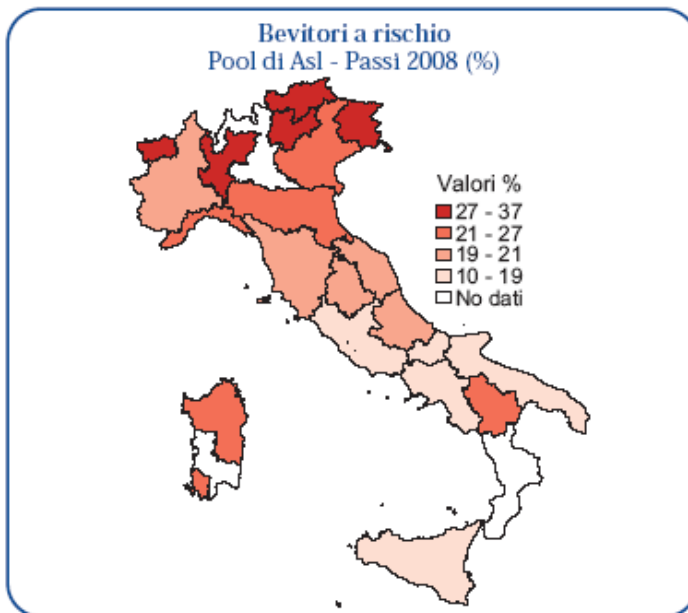 Bevitori a rischio
Pool di Asl - Passi 2008 (%)
Valori %
27 - 37
21 - 27
19 - 21
10 - 19
No dati